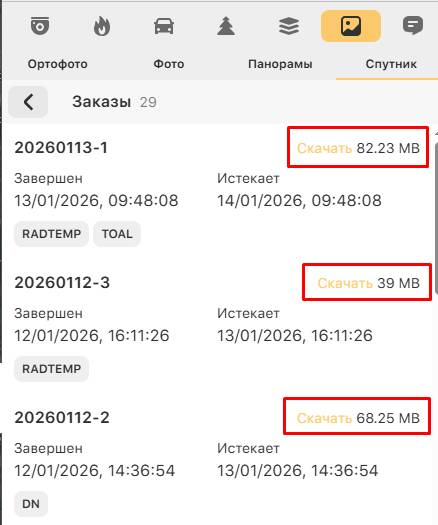 Ортофото Фото Панорамы Спутник
Заказы 29
20260113-1 Скачать 82.23 MB
Завершен Истекает
13/01/2026, 09:48:08 14/01/2026, 09:48:08
RADTEMP TOAL
20260112-3 Скачать 39 MB
Завершен Истекает
12/01/2026, 16:11:26 13/01/2026, 16:11:26
RADTEMP
20260112-2 Скачать 68.25 MB
Завершен Истекает
12/01/2026, 14:36:54 13/01/2026, 14:36:54
DN